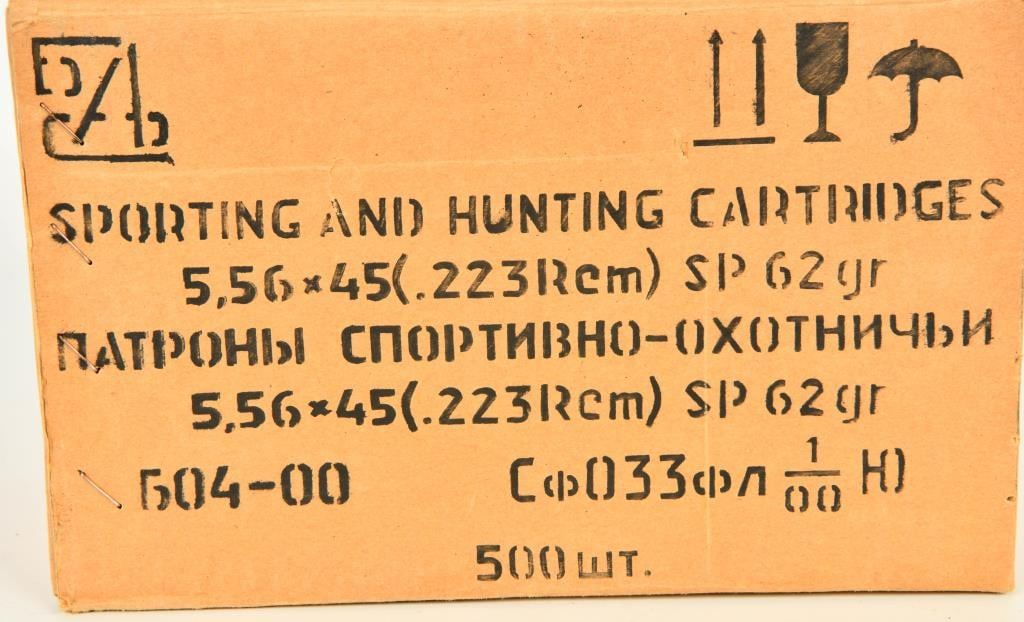 SPORTING AND HUNTING CARTRIDGES
5,56×45(.223Rem) SP 62gr
ПАТРОНЫ СПОРТИВНО-ОХОТНИЧЬИ
5,56×45(.223Rem) SP 62gr
Б04-00 Сф033фл 1/00 Ю
500шт.